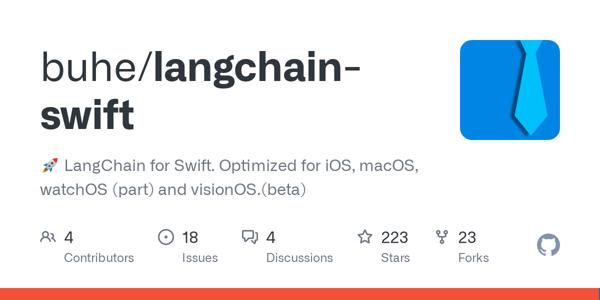 buhe/langchain-
swift
🚀 LangChain for Swift. Optimized for iOS, macOS,
watchOS (part) and visionOS.(beta)
4 18 4 223 23
Contributors Issues Discussions Stars Forks